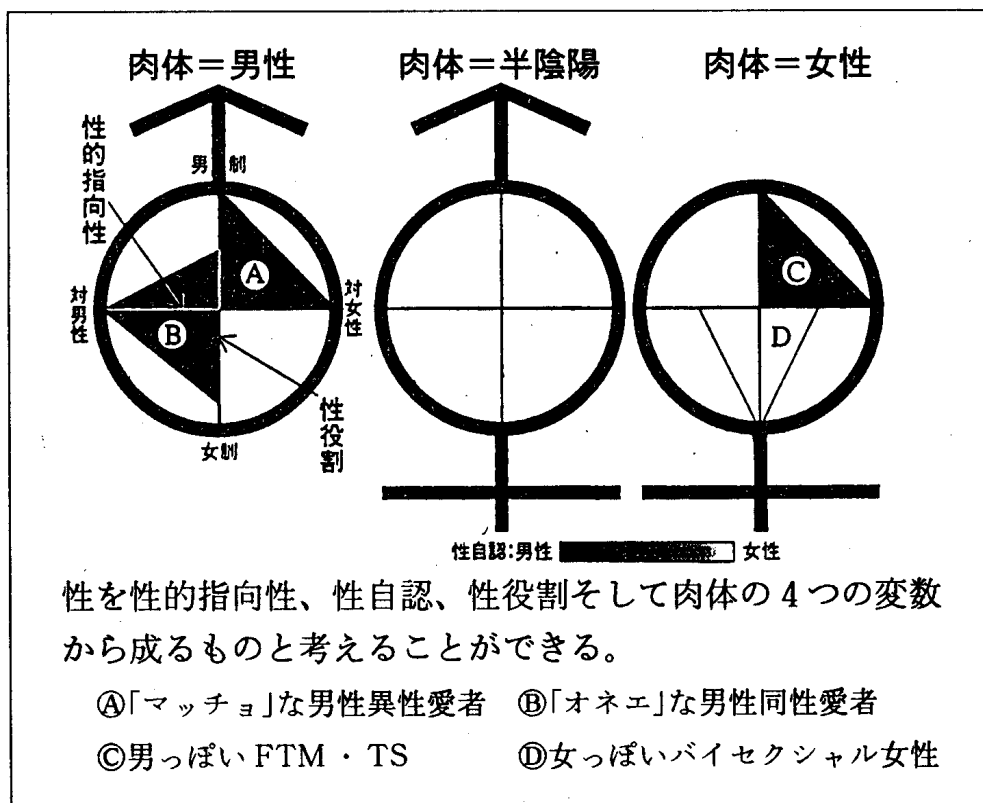 肉体＝男性 肉体＝半陰陽 肉体＝女性
性的指向性
男 制
Ⓐ
Ⓑ
対男性
対女性
性役割
女制
Ⓒ
D
性自認:男性 女性
性を性的指向性、性自認、性役割そして肉体の4つの変数
から成るものと考えることができる。
Ⓐ「マッチョ」な男性異性愛者 Ⓑ「オネエ」な男性同性愛者
Ⓒ男っぽいFTM・TS Ⓓ女っぽいバイセクシャル女性